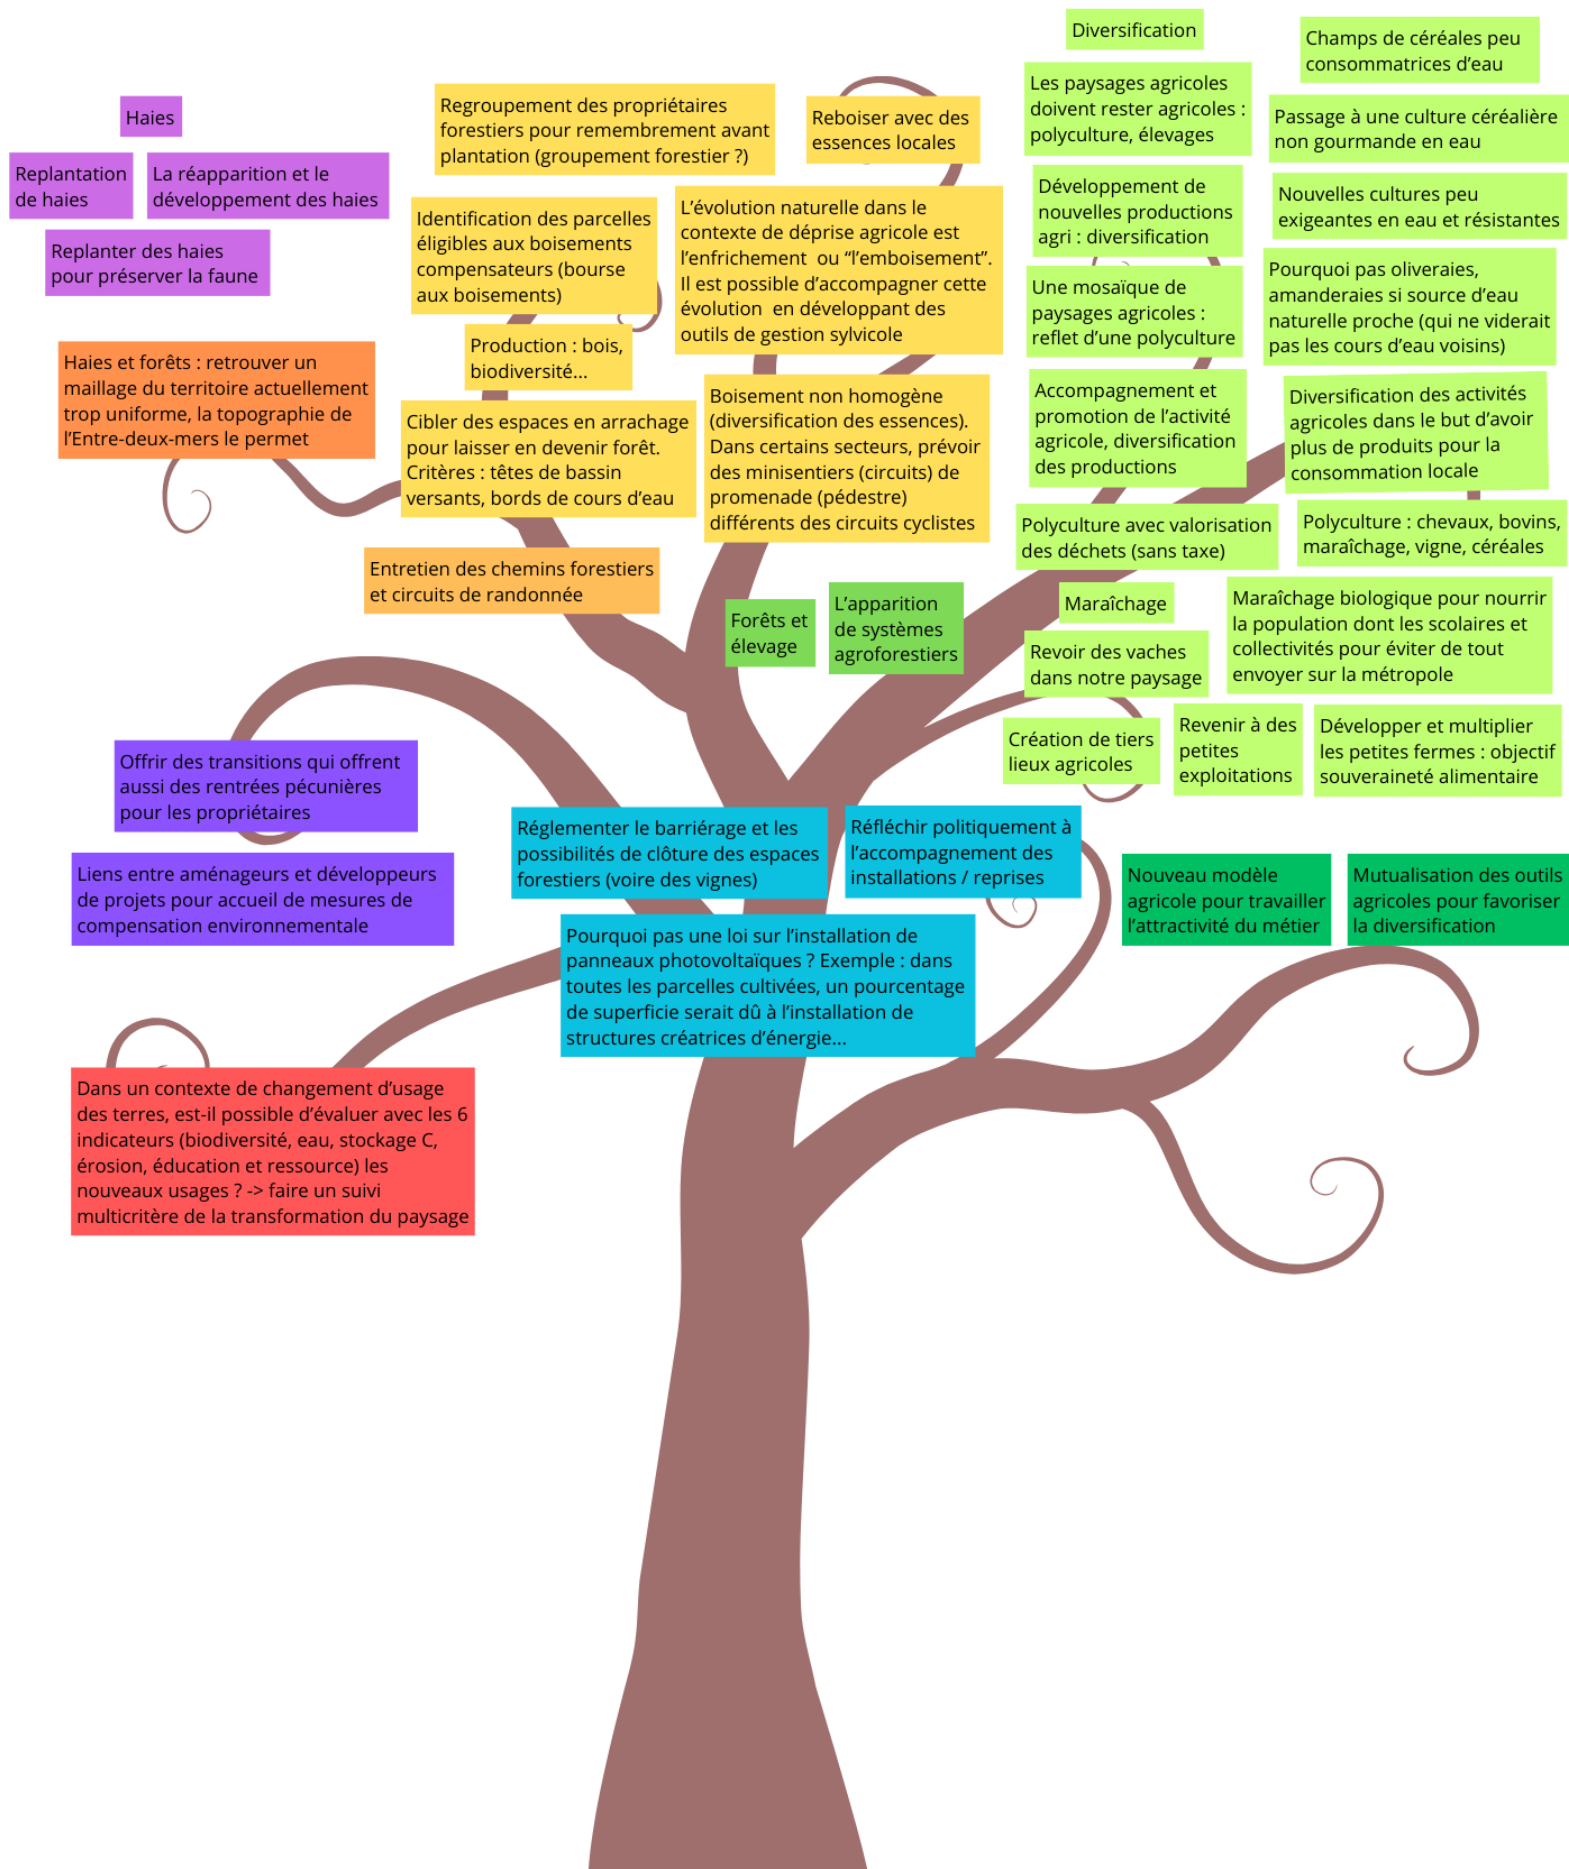 Haies
Replantation
de haies
La réapparition et le
développement des haies
Replanter des haies
pour préserver la faune
Haies et forêts : retrouver un
maillage du territoire actuellement
trop uniforme, la topographie de
l’Entre-deux-mers le permet
Regroupement des propriétaires
forestiers pour remembrement avant
plantation (groupement forestier ?)
Reboiser avec des
essences locales
Identification des parcelles
éligibles aux boisements
compensateurs (bourse
aux boisements)
L’évolution naturelle dans le
contexte de déprise agricole est
l’enfrichement  ou “l’emboisement”.
Il est possible d’accompagner cette
évolution  en développant des
outils de gestion sylvicole
Production : bois,
biodiversité...
Cibler des espaces en arrachage
pour laisser en devenir forêt.
Critères : têtes de bassin
versants, bords de cours d’eau
Boisement non homogène
(diversification des essences).
Dans certains secteurs, prévoir
des minisentiers (circuits) de
promenade (pédestre)
différents des circuits cyclistes
Entretien des chemins forestiers
et circuits de randonnée
Forêts et
élevage
L’apparition
de systèmes
agroforestiers
Diversification
Les paysages agricoles
doivent rester agricoles :
polyculture, élevages
Développement de
nouvelles productions
agri : diversification
Une mosaïque de
paysages agricoles :
reflet d’une polyculture
Accompagnement et
promotion de l’activité
agricole, diversification
des productions
Polyculture avec valorisation
des déchets (sans taxe)
Champs de céréales peu
consommatrices d’eau
Passage à une culture céréalière
non gourmande en eau
Nouvelles cultures peu
exigeantes en eau et résistantes
Pourquoi pas oliveraies,
amanderaies si source d’eau
naturelle proche (qui ne viderait
pas les cours d’eau voisins)
Diversification des activités
agricoles dans le but d’avoir
plus de produits pour la
consommation locale
Polyculture : chevaux, bovins,
maraîchage, vigne, céréales
Maraîchage
Revoir des vaches
dans notre paysage
Maraîchage biologique pour nourrir
la population dont les scolaires et
collectivités pour éviter de tout
envoyer sur la métropole
Création de tiers
lieux agricoles
Revenir à des
petites
exploitations
Développer et multiplier
les petites fermes : objectif
souveraineté alimentaire
Offrir des transitions qui offrent
aussi des rentrées pécunières
pour les propriétaires
Liens entre aménageurs et développeurs
de projets pour accueil de mesures de
compensation environnementale
Réglementer le barriérage et les
possibilités de clôture des espaces
forestiers (voire des vignes)
Réfléchir politiquement à
l’accompagnement des
installations / reprises
Pourquoi pas une loi sur l’installation de
panneaux photovoltaïques ? Exemple : dans
toutes les parcelles cultivées, un pourcentage
de superficie serait dû à l’installation de
structures créatrices d’énergie...
Nouveau modèle
agricole pour travailler
l’attractivité du métier
Mutualisation des outils
agricoles pour favoriser
la diversification
Dans un contexte de changement d’usage
des terres, est-il possible d’évaluer avec les 6
indicateurs (biodiversité, eau, stockage C,
érosion, éducation et ressource) les
nouveaux usages ? -> faire un suivi
multicritère de la transformation du paysage